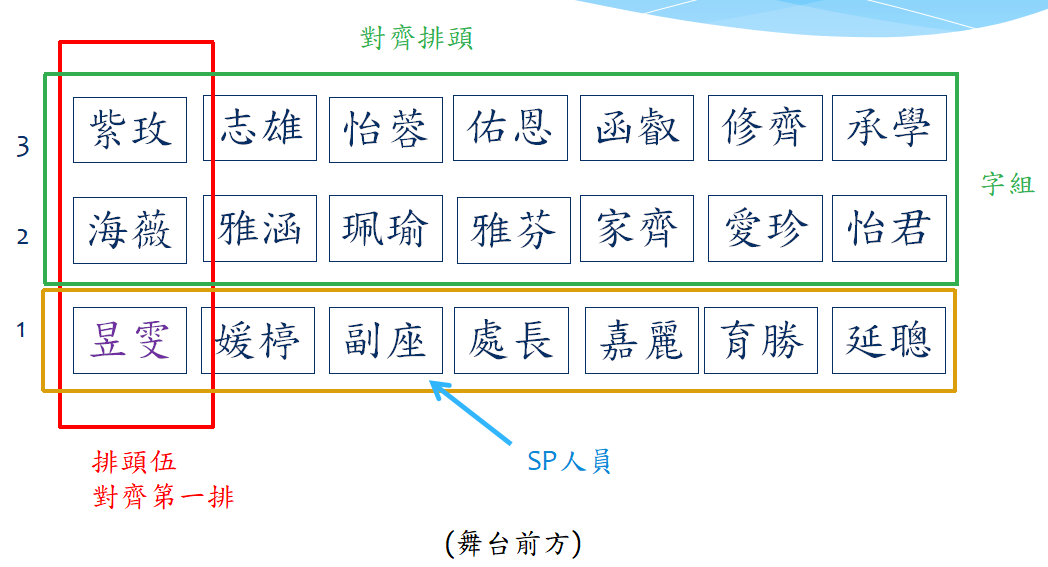 對齊排頭
3 紫玫 志雄 怡蓉 佑恩 函叡 修齊 承學
字組
2 海薇 雅涵 珮瑜 雅芬 家齊 愛珍 怡君
1 昱雯 媛楟 副座 處長 嘉麗 育勝 延聰
排頭伍
對齊第一排
SP人員
(舞台前方)